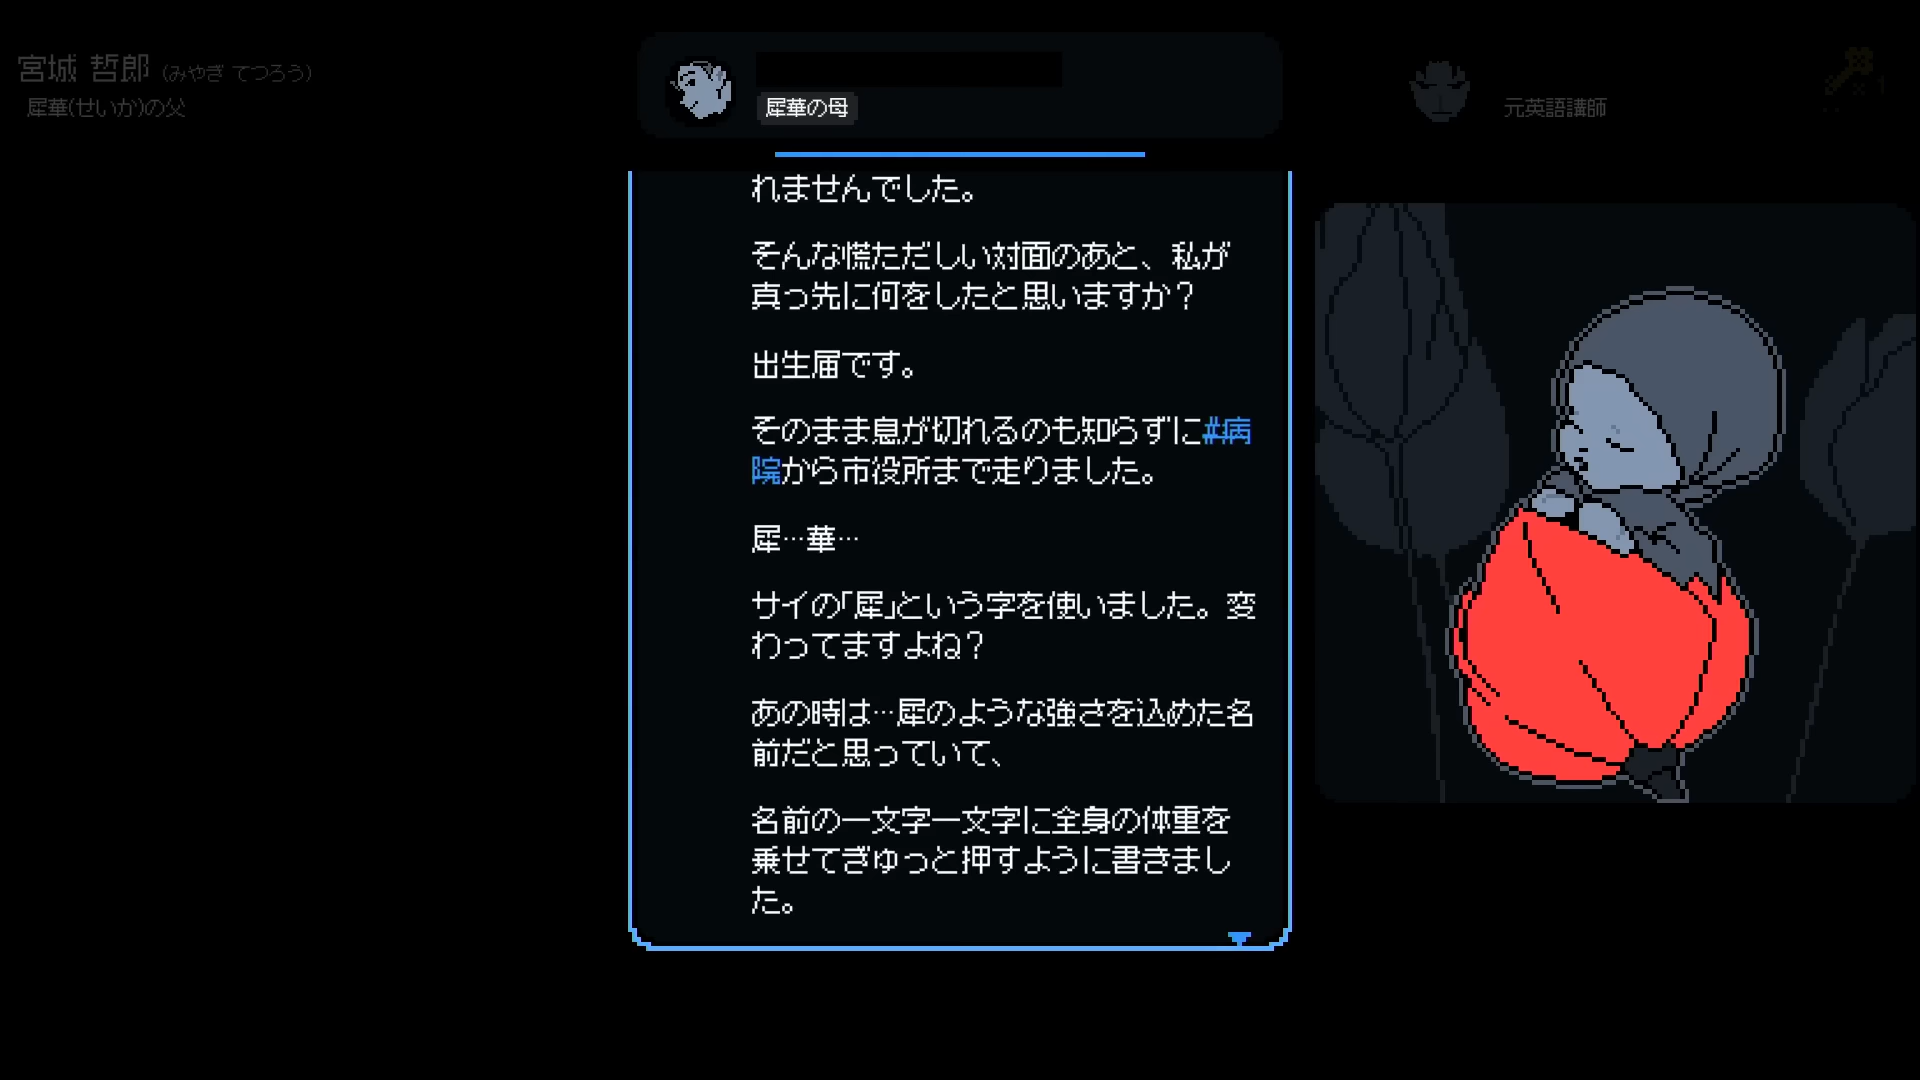 宮城 哲郎 (みやぎ てつろう)
犀華(せいか)の父
犀華の母
元英語講師
れませんでした。
そんな慌ただしい対面のあと、私が
真っ先に何をしたと思いますか？
出生届です。
そのまま息が切れるのも知らずに#病
院から市役所まで走りました。
犀…華…
サイの｢犀｣という字を使いました。変
わってますよね？
あの時は…犀のような強さを込めた名
前だと思っていて、
名前の一文字一文字に全身の体重を
乗せてぎゅっと押すように書きまし
た。